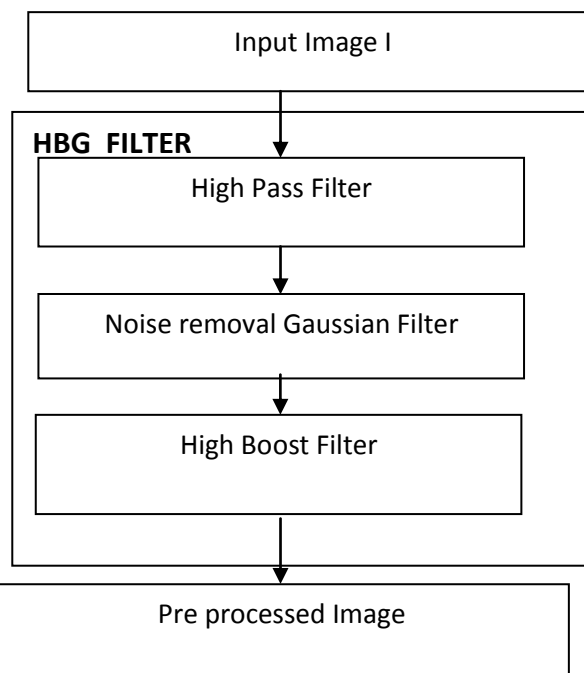 Input Image I
HBG FILTER
High Pass Filter
Noise removal Gaussian Filter
High Boost Filter
Pre processed Image